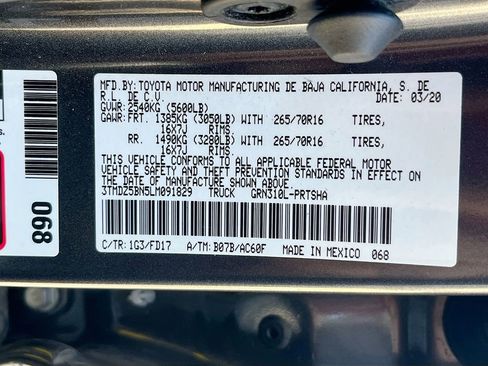 MFD.BY:TOYOTA MOTOR MANUFACTURING DE BAJA CALIFORNIA, S. DE
R.L. DE C.V. DATE: 03/20
GVWR: 2540KG (5600LB)
GAWR:FRT. 1385KG (3050LB) WITH 265/70R16 TIRES,
16X7J RIMS.
RR. 1490KG (3280LB) WITH 265/70R16 TIRES,
16X7J RIMS.
THIS VEHICLE CONFORMS TO ALL APPLICABLE FEDERAL MOTOR
VEHICLE SAFETY AND THEFT PREVENTION STANDARDS IN EFFECT
ON THE DATE OF MANUFACTURE SHOWN ABOVE.
3TMDZ5BN5LM091829 TRUCK GRN310L-PRTSHA
C/TR: 1G3/FD17 A/TM: B07B/AC60F MADE IN MEXICO 068
068
s.